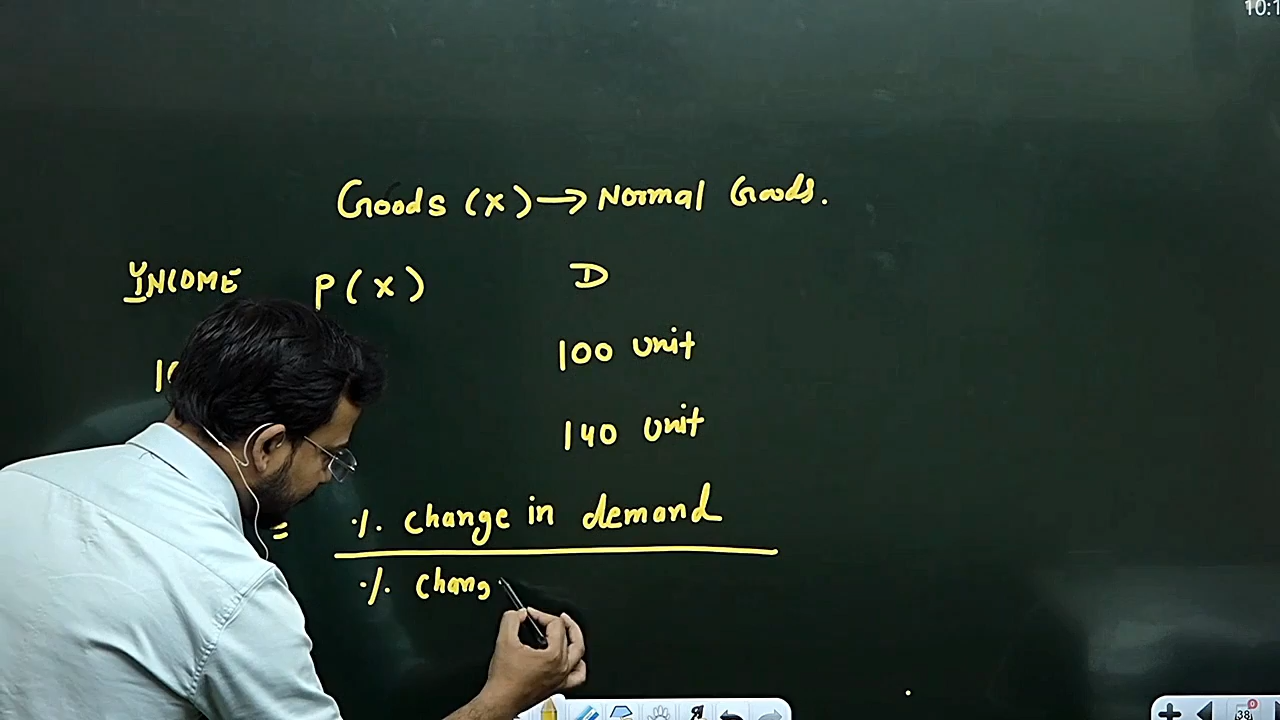 Goods (x) → Normal Goods.
INCOME P(x) D
100 unit
140 unit
= % change in demand
% chang